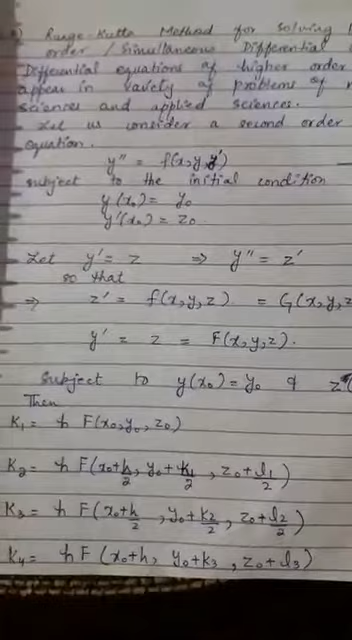 Runge-Kutta Method for solving
order / Simultaneous Differential
Differential equations of higher order
appear in vavety of problems of
sciences and applied sciences.
- Let us consider a second order
equation.
y'' = f(x,y,y')
subject to the initial condition
y(x₀) = y₀
y'(x₀) = z₀
Let y' = z ⇒ y'' = z'
so that
⇒ z' = f(x,y,z) = G(x,y,z
y' = z = F(x,y,z).
Subject to y(x₀) = y₀ & z
Then
K₁ = h F(x₀,y₀,z₀)
K₂ = h F(x₀+h/2, y₀+k₁/2, z₀+l₁/2)
K₃ = h F(x₀+h/2, y₀+k₂/2, z₀+l₂/2)
K₄ = h F(x₀+h, y₀+k₃, z₀+l₃)